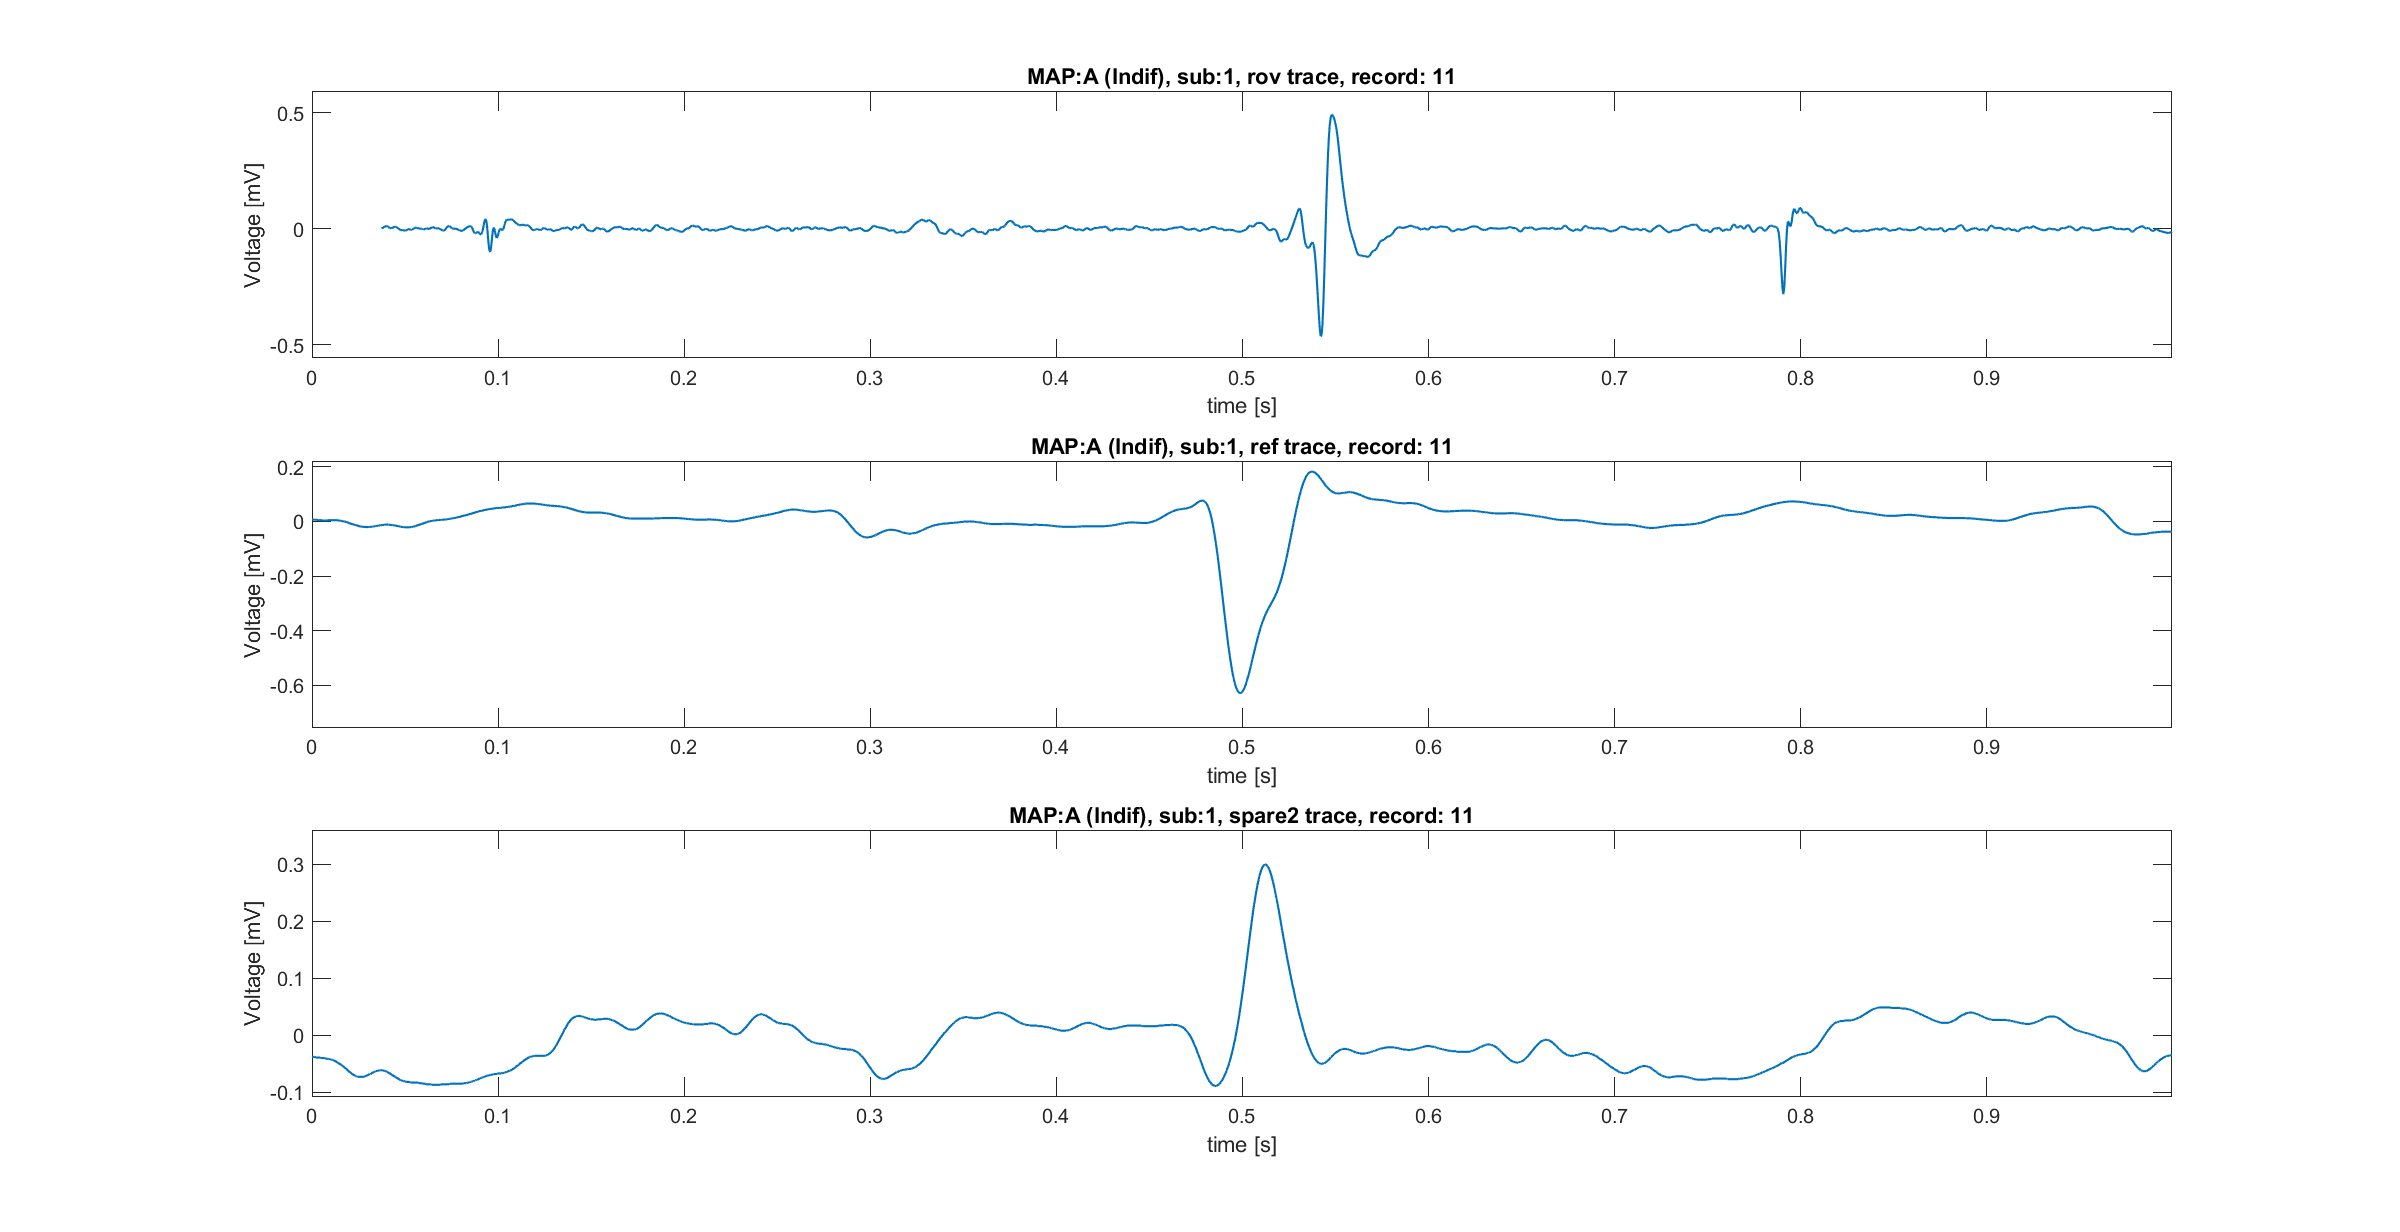 MAP:A (Indif), sub:1, rov trace, record: 11
Voltage [mV]
0.5
0
-0.5
0 0.1 0.2 0.3 0.4 0.5 0.6 0.7 0.8 0.9
time [s]
MAP:A (Indif), sub:1, ref trace, record: 11
Voltage [mV]
0.2
0
-0.2
-0.4
-0.6
0 0.1 0.2 0.3 0.4 0.5 0.6 0.7 0.8 0.9
time [s]
MAP:A (Indif), sub:1, spare2 trace, record: 11
Voltage [mV]
0.3
0.2
0.1
0
-0.1
0 0.1 0.2 0.3 0.4 0.5 0.6 0.7 0.8 0.9
time [s]